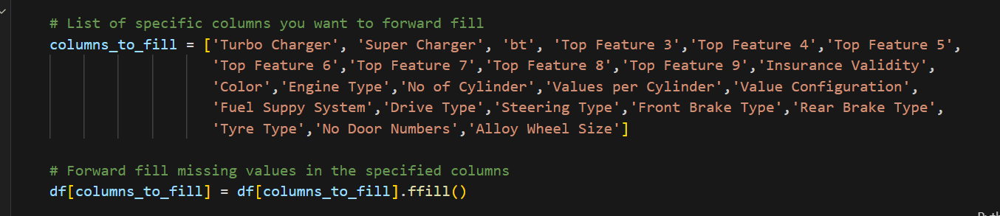 # List of specific columns you want to forward fill
columns_to_fill = ['Turbo Charger', 'Super Charger', 'bt', 'Top Feature 3','Top Feature 4','Top Feature 5',
'Top Feature 6','Top Feature 7','Top Feature 8','Top Feature 9','Insurance Validity',
'Color','Engine Type','No of Cylinder','Values per Cylinder','Value Configuration',
'Fuel Suppy System','Drive Type','Steering Type','Front Brake Type','Rear Brake Type',
'Tyre Type','No Door Numbers','Alloy Wheel Size']
# Forward fill missing values in the specified columns
df[columns_to_fill] = df[columns_to_fill].ffill()